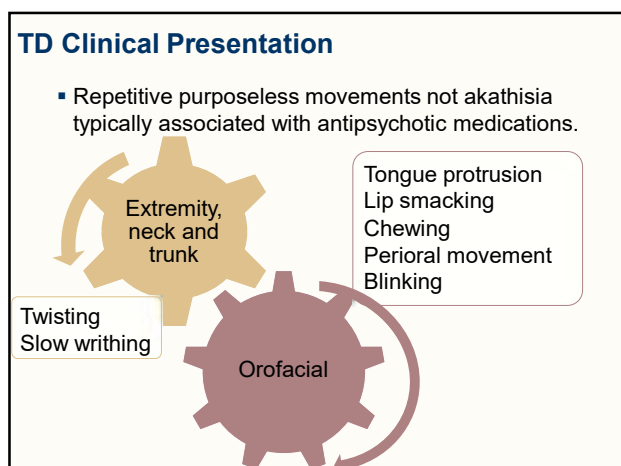 TD Clinical Presentation
▪ Repetitive purposeless movements not akathisia
typically associated with antipsychotic medications.
Extremity,
neck and
trunk
Tongue protrusion
Lip smacking
Chewing
Perioral movement
Blinking
Twisting
Slow writhing
Orofacial